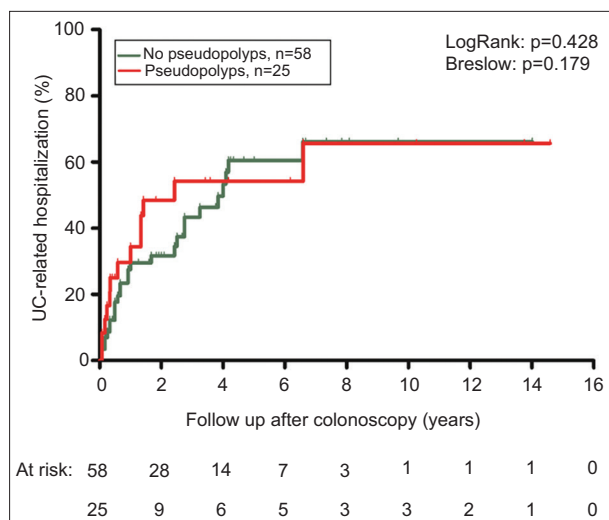 100
80
60
40
20
0
UC-related hospitalization (%)
No pseudopolyps, n=58
Pseudopolyps, n=25
LogRank: p=0.428
Breslow: p=0.179
0 2 4 6 8 10 12 14 16
Follow up after colonoscopy (years)
At risk: 58 28 14 7 3 1 1 1 0
25 9 6 5 3 3 2 1 0